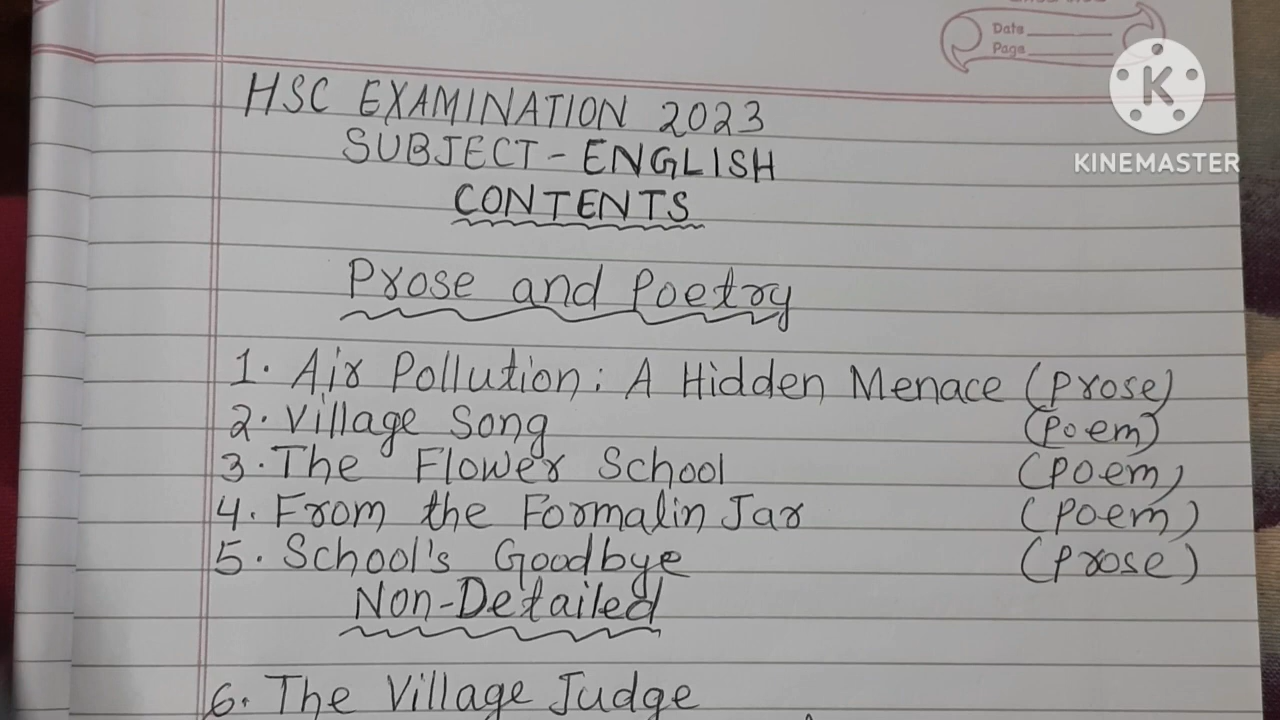 Date
Page
K
KINEMASTER
HSC EXAMINATION 2023
SUBJECT - ENGLISH
CONTENTS
Prose and Poetry
1. Air Pollution: A Hidden Menace (Prose)
2. Village Song (Poem)
3. The Flower School (Poem)
4. From the Formalin Jar (Poem)
5. School's Goodbye (Prose)
Non-Detailed
6. The Village Judge